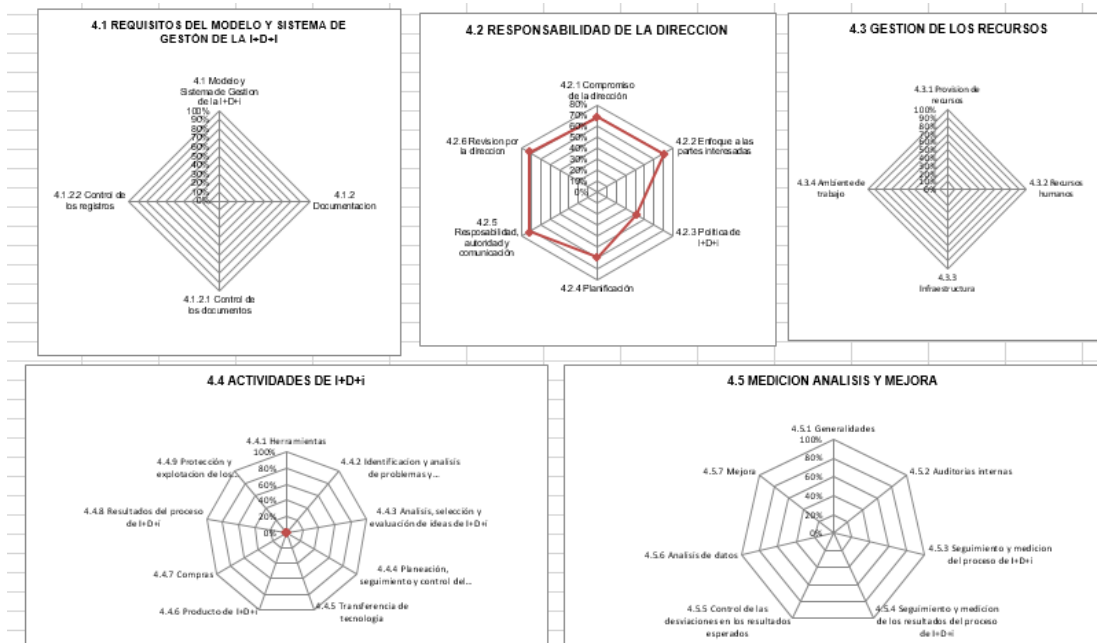 4.1 REQUISITOS DEL MODELO Y SISTEMA DE
GESTÓN DE LA I+D+I
4.1 Modelo y
Sistema de Gestion
de la I+D+i
100%
90%
80%
70%
60%
50%
40%
30%
20%
10%
0%
4.1.2
Documentacion
4.1.2.1 Control de
los documentos
4.1.2.2 Control de
los registros
4.2 RESPONSABILIDAD DE LA DIRECCION
4.2.1 Compromiso
de la dirección
80%
70%
60%
50%
40%
30%
20%
10%
0%
4.2.2 Enfoque a las
partes interesadas
4.2.3 Politica de
I+D+i
4.2.4 Planificación
4.2.5
Resposabilidad,
autoridad y
comunicación
4.2.6 Revision por
la direccion
4.3 GESTION DE LOS RECURSOS
4.3.1 Provision de
recursos
100%
90%
80%
70%
60%
50%
40%
30%
20%
10%
0%
4.3.2 Recursos
humanos
4.3.3
Infraestructura
4.3.4 Ambiente de
trabajo
4.4 ACTIVIDADES DE I+D+i
4.4.1 Herramientas
100%
80%
60%
40%
20%
0%
4.4.2 Identificacion y analisis
de problemas y ...
4.4.3 Analisis, selección y
evaluación de ideas de I+D+i
4.4.4 Planeación,
seguimiento y control del...
4.4.5 Transferencia de
tecnologia
4.4.6 Producto de I+D+i
4.4.7 Compras
4.4.8 Resultados del proceso
de I+D+i
4.4.9 Protección y
explotacion de los...
4.5 MEDICION ANALISIS Y MEJORA
4.5.1 Generalidades
100%
80%
60%
40%
20%
0%
4.5.2 Auditorias internas
4.5.3 Seguimiento y medicion
del proceso de I+D+i
4.5.4 Seguimiento y medicion
de los resultados del proceso
de I+D+i
4.5.5 Control de las
desviaciones en los resultados
esperados
4.5.6 Analisis de datos
4.5.7 Mejora